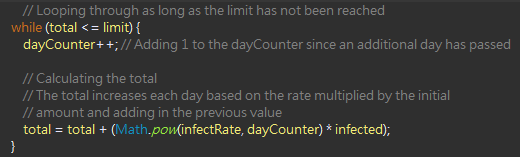 // Looping through as long as the limit has not been reached
while (total <= limit) {
dayCounter++; // Adding 1 to the dayCounter since an additional day has passed
// Calculating the total
// The total increases each day based on the rate multiplied by the initial
// amount and adding in the previous value
total = total + (Math.pow(infectRate, dayCounter) * infected);
}